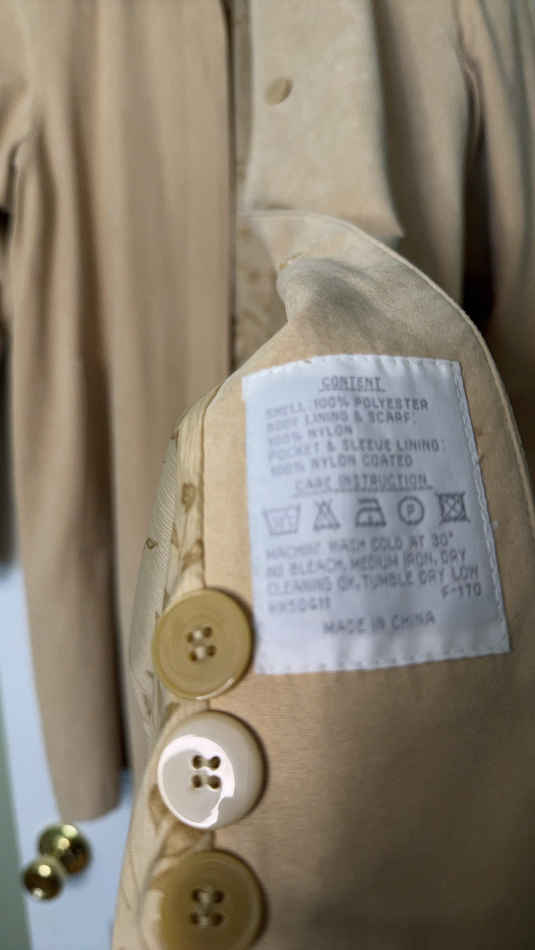 CONTENT
SHELL: 100% POLYESTER
BODY LINING & SCARF:
100% NYLON
POCKET & SLEEVE LINING:
100% NYLON COATED
CARE INSTRUCTION
P
MACHINE WASH COLD AT 30°
NO BLEACH, MEDIUM IRON, DRY
CLEANING OK, TUMBLE DRY LOW
F-170
MADE IN CHINA